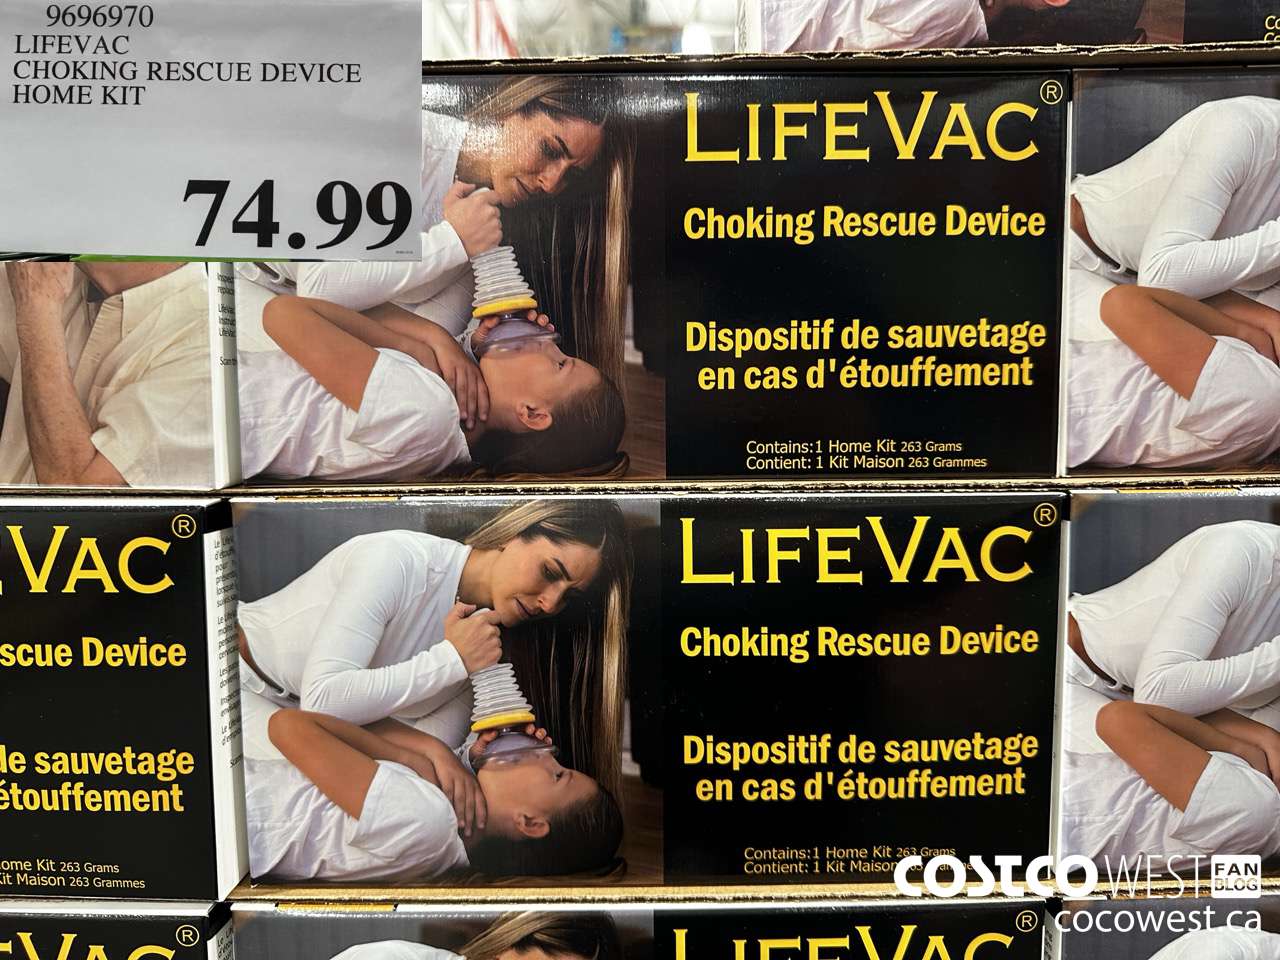 9696970
LIFEVAC
CHOKING RESCUE DEVICE
HOME KIT
74.99
LIFEVAC®
Choking Rescue Device
Dispositif de sauvetage
en cas d'étouffement
Contains:1 Home Kit 263 Grams
Contient: 1 Kit Maison 263 Grammes
VAC®
scue Device
de sauvetage
étouffement
ome Kit 263 Grams
Kit Maison 263 Grammes
LIFEVAC®
Choking Rescue Device
Dispositif de sauvetage
en cas d'étouffement
Contains:1 Home Kit 263 Grams
Contient: 1 Kit Maison
COSTCO WEST FAN BLOG
cocowest.ca
EVAC®
LIFEVAC®